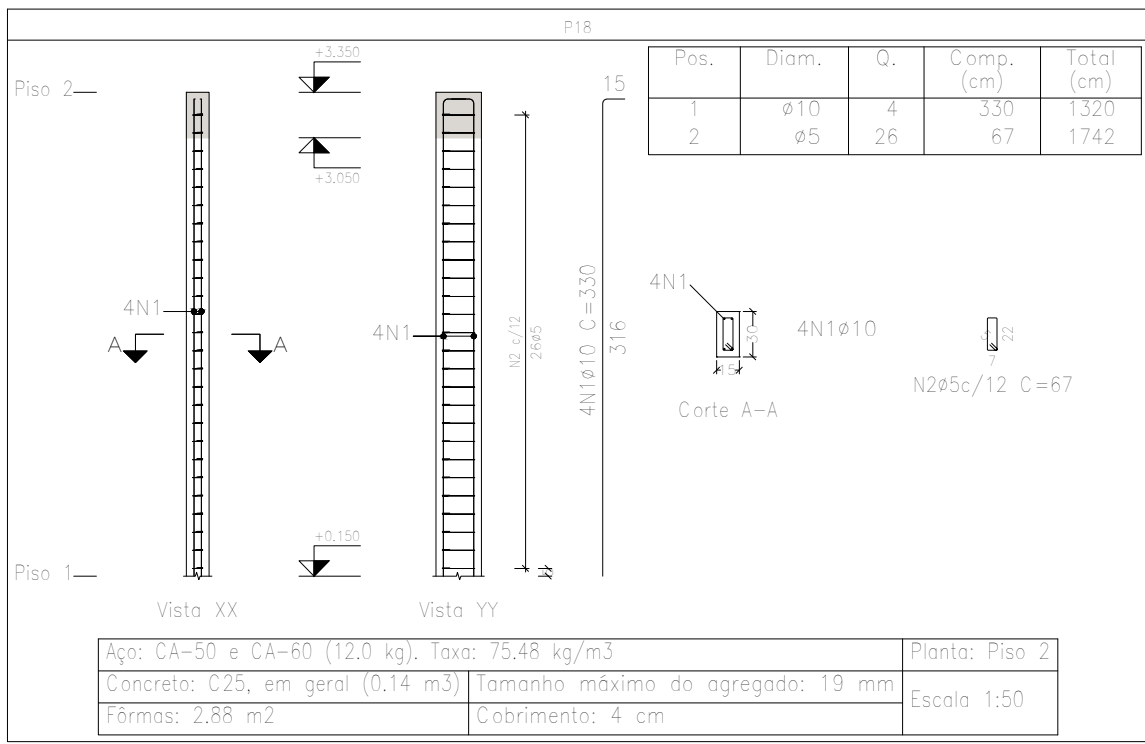 P18
Piso 2
+3.350
+3.050
15
Pos. Diam. Q. Comp. (cm) Total (cm)
1 ø10 4 330 1320
2 ø5 26 67 1742
4N1
A A
4N1
N2 c/12
26ø5
4N1ø10 C=330
316
4N1
30
15
4N1ø10
Corte A-A
22
7
N2ø5c/12 C=67
+0.150
Piso 1
Vista XX
Vista YY
Aço: CA-50 e CA-60 (12.0 kg). Taxa: 75.48 kg/m3
Planta: Piso 2
Concreto: C25, em geral (0.14 m3) Tamanho máximo do agregado: 19 mm
Escala 1:50
Fôrmas: 2.88 m2 Cobrimento: 4 cm